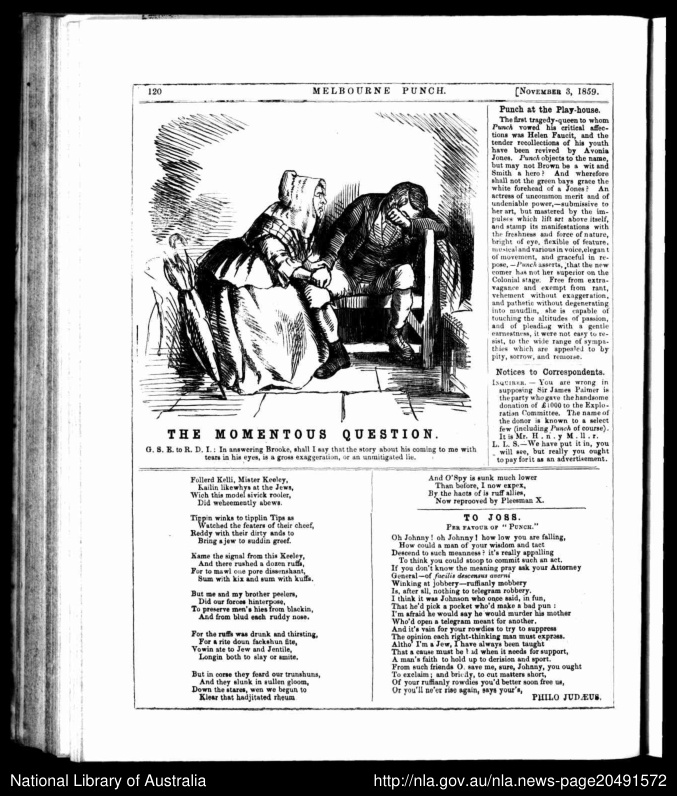 120
MELBOURNE PUNCH.
[NOVEMBER 3, 1859.
THE MOMENTOUS QUESTION.
G. S. E. to R. D. I.: In answering Brooke, shall I say that the story about his coming to me with
tears in his eyes, is a gross exaggeration, or an unmitigated lie.
Punch at the Play-house.
The first tragedy-queen to whom
Punch vowed his critical affec-
tions was Helen Faucit, and the
tender recollections of his youth
have been revived by Avonia
Jones. Punch objects to the name,
but may not Brown be a wit and
Smith a hero? And wherefore
shall not the green bays grace the
white forehead of a Jones? An
actress of uncommon merit and of
undeniable power,—submissive to
her art, but mastered by the im-
pulses which lift art above itself,
and stamp its manifestations with
the freshness and force of nature,
bright of eye, flexible of feature,
musical and various in voice, elegant
of movement, and graceful in re-
pose,—Punch asserts, that the new
comer has not her superior on the
Colonial stage. Free from extra-
vagance and exempt from rant,
vehement without exaggeration,
and pathetic without degenerating
into maudlin, she is capable of
touching the altitudes of passion,
and of pleading with a gentle
earnestness, it were not easy to re-
sist, to the wide range of sympa-
thies which are appealed to by
pity, sorrow, and remorse.
Notices to Correspondents.
INQUIRER.—You are wrong in
supposing Sir James Palmer is
the party who gave the handsome
donation of £1000 to the Explo-
ration Committee. The name of
the donor is known to a select
few (including Punch of course).
It is Mr. H . n . y M . ll . r.
L. L. S.—We have put it in, you
will see, but really you ought
to pay for it as an advertisement.
Follerd Kelli, Mister Keeley,
Kailin likewhys at the Jews,
Wich this model sivick rooler,
Did weheemently abews.
Tippin winks to tipplin Tips as
Watched the featers of their cheef,
Reddy with their dirty ands to
Bring a jew to suddin greef.
Kame the signal from this Keeley,
And there rushed a dozen ruffs,
For to mawl one pore dissenshant,
Sum with kix and sum with kuffs.
But me and my brother peelers,
Did our forces hinterpose,
To preserve men's hies from blackin,
And from blud each ruddy nose.
For the ruffs was drunk and thirsting,
For a rite doun fackshun fite,
Vowin ate to Jew and Jentile,
Longin both to slay or smite.
But in corse they feard our trunshuns,
And they slunk in sullen gloom,
Down the stares, wen we begun to
Klear that hadjitated rheum
And O'Spy is sunk much lower
Than before, I now expex,
By the hacts of is ruff allies,
Now reprooved by Pleesman X.
TO JOSS.
PER FAVOUR OF "PUNCH."
Oh Johnny! oh Johnny! how low you are falling,
How could a man of your wisdom and tact
Descend to such meanness? it's really appalling
To think you could stoop to commit such an act.
If you don't know the meaning pray ask your Attorney
General—of facilis descensus averni
Winking at jobbery—ruffianly mobbery
Is, after all, nothing to telegram robbery.
I think it was Johnson who once said, in fun,
That he'd pick a pocket who'd make a bad pun:
I'm afraid he would say he would murder his mother
Who'd open a telegram meant for another.
And it's vain for your rowdies to try to suppress
The opinion each right-thinking man must express.
Altho' I'm a Jew, I have always been taught
That a cause must be bad when it needs for support,
A man's faith to hold up to derision and sport.
From such friends O. save me, sure, Johnny, you ought
To exclaim; and briefly, to cut matters short,
Of your ruffianly rowdies you'd better soon free us,
Or you'll ne'er rise again, says your's,
PHILO JUDÆUS.
National Library of Australia
http://nla.gov.au/nla.news-page20491572